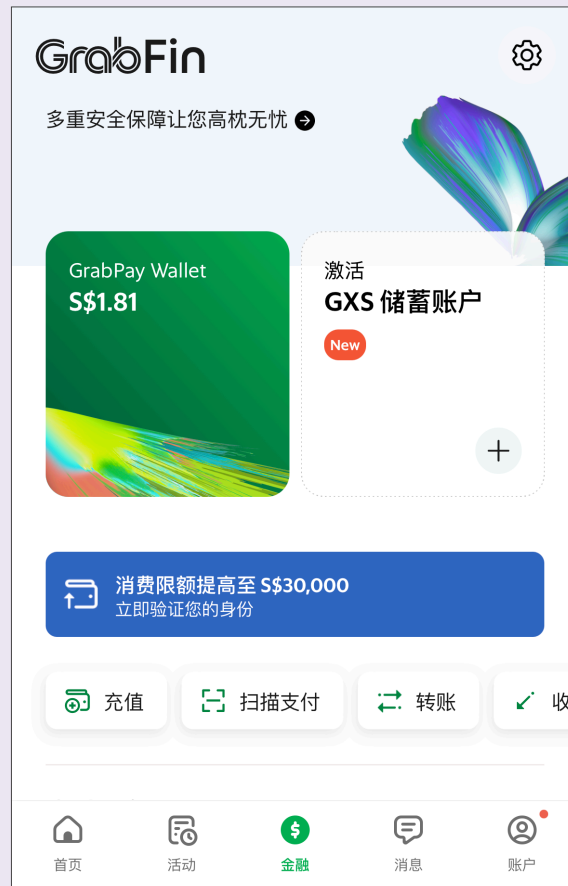 GrabFin
多重安全保障让您高枕无忧
GrabPay Wallet
S$1.81
激活
GXS 储蓄账户
New
消费限额提高至 S$30,000
立即验证您的身份
充值
扫描支付
转账
收
首页
活动
金融
消息
账户